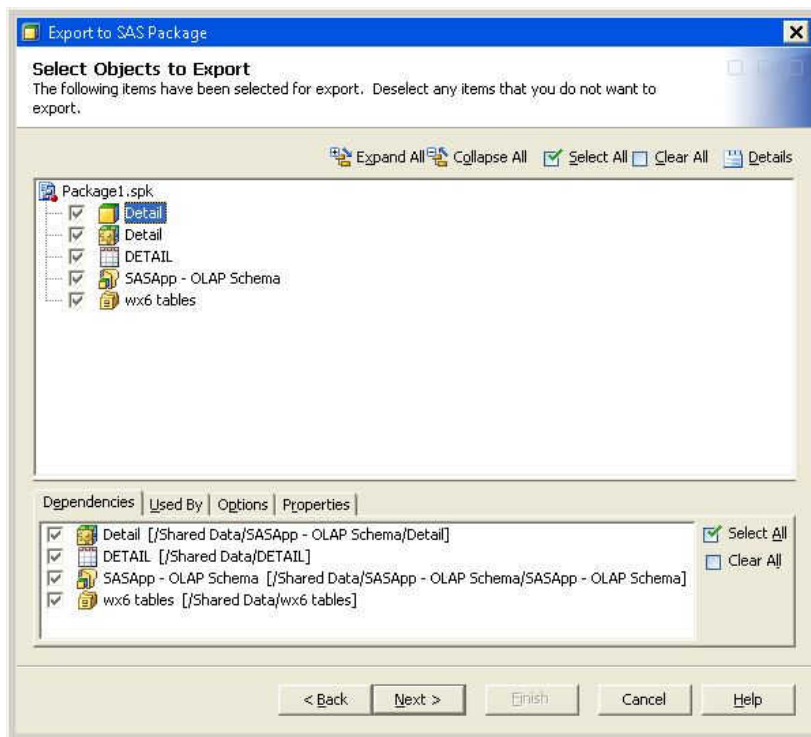 Export to SAS Package
Select Objects to Export
The following items have been selected for export. Deselect any items that you do not want to
export.
Expand All Collapse All Select All Clear All Details
Package1.spk
Detail
Detail
DETAIL
SASApp - OLAP Schema
wx6 tables
Dependencies Used By Options Properties
Detail [/Shared Data/SASApp - OLAP Schema/Detail]
Select All
DETAIL [/Shared Data/DETAIL]
Clear All
SASApp - OLAP Schema [/Shared Data/SASApp - OLAP Schema/SASApp - OLAP Schema]
wx6 tables [/Shared Data/wx6 tables]
< Back Next > Finish Cancel Help